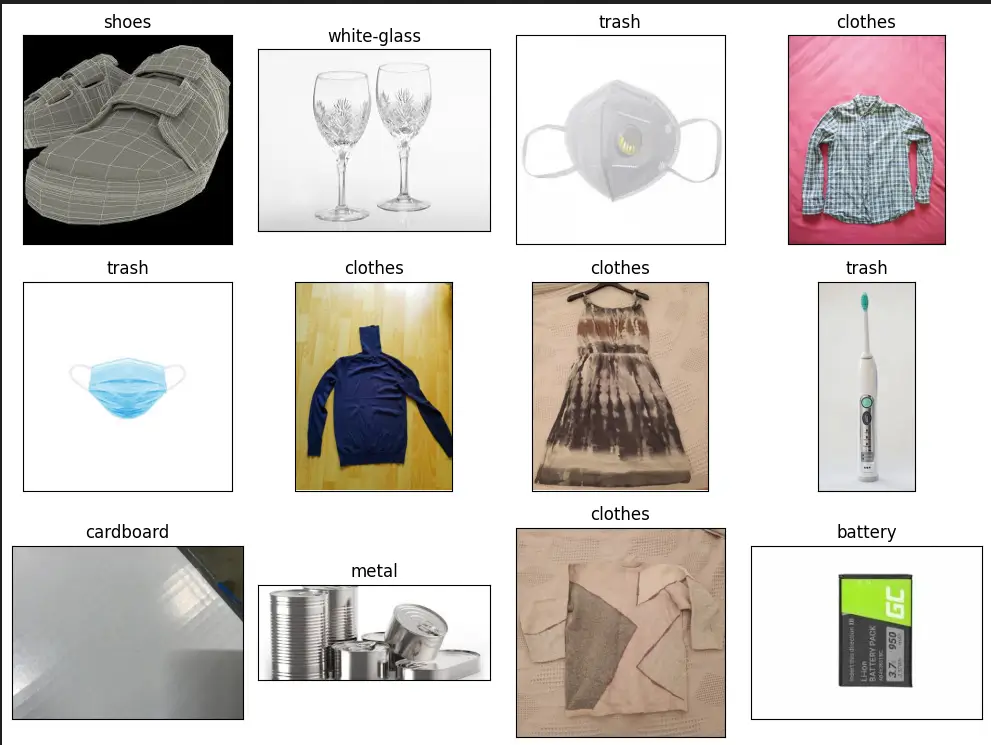 shoes
white-glass
trash
clothes
trash
clothes
clothes
trash
cardboard
metal
clothes
battery
GC
Li-Ion
BATTERY PACK
3.7
950